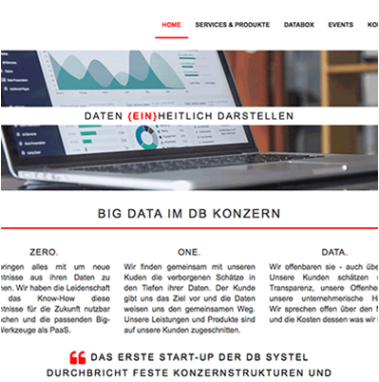 HOME SERVICES & PRODUKTE DATABOX EVENTS
DATEN {EIN}HEITLICH DARSTELLEN
BIG DATA IM DB KONZERN
ZERO.
bringen alles mit um neue
aus ihren Daten zu
Wir haben die Leidenschaft
das Know-How diese
für die Zukunft nutzbar
und die passenden Big-
Werkzeuge als PaaS.
ONE.
Wir finden gemeinsam mit unseren
Kuden die verborgenen Schätze in
den Tiefen ihrer Daten. Der Kunde
gibt uns das Ziel vor und die Daten
weisen uns den gemeinsamen Weg.
Unsere Leistungen und Produkte sind
auf unsere Kunden zugeschnitten.
DATA.
Wir offenbaren sie - auch
Unsere Kunden schätzen
Transparenz, unsere
unsere unternehmerische
Wir sprechen offen über den
und die Kosten dessen was wir
❝ DAS ERSTE START-UP DER DB SYSTEL
DURCHBRICHT FESTE KONZERNSTRUKTUREN UND